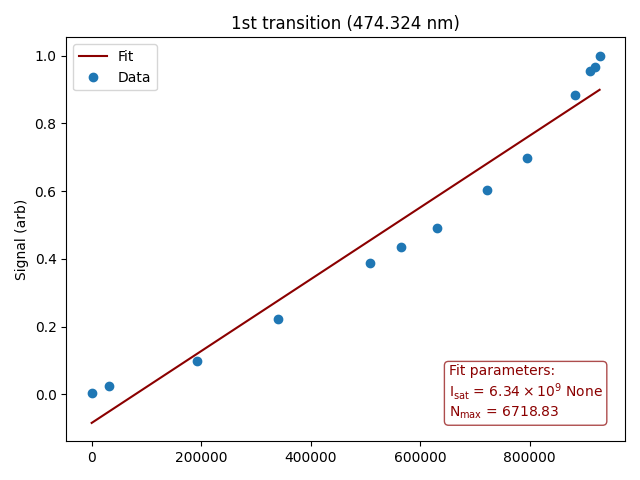 1st transition (474.324 nm)
Fit
Data
Signal (arb)
1.0
0.8
0.6
0.4
0.2
0.0
Fit parameters:
I_sat = 6.34 × 10^9 None
N_max = 6718.83
0 200000 400000 600000 800000